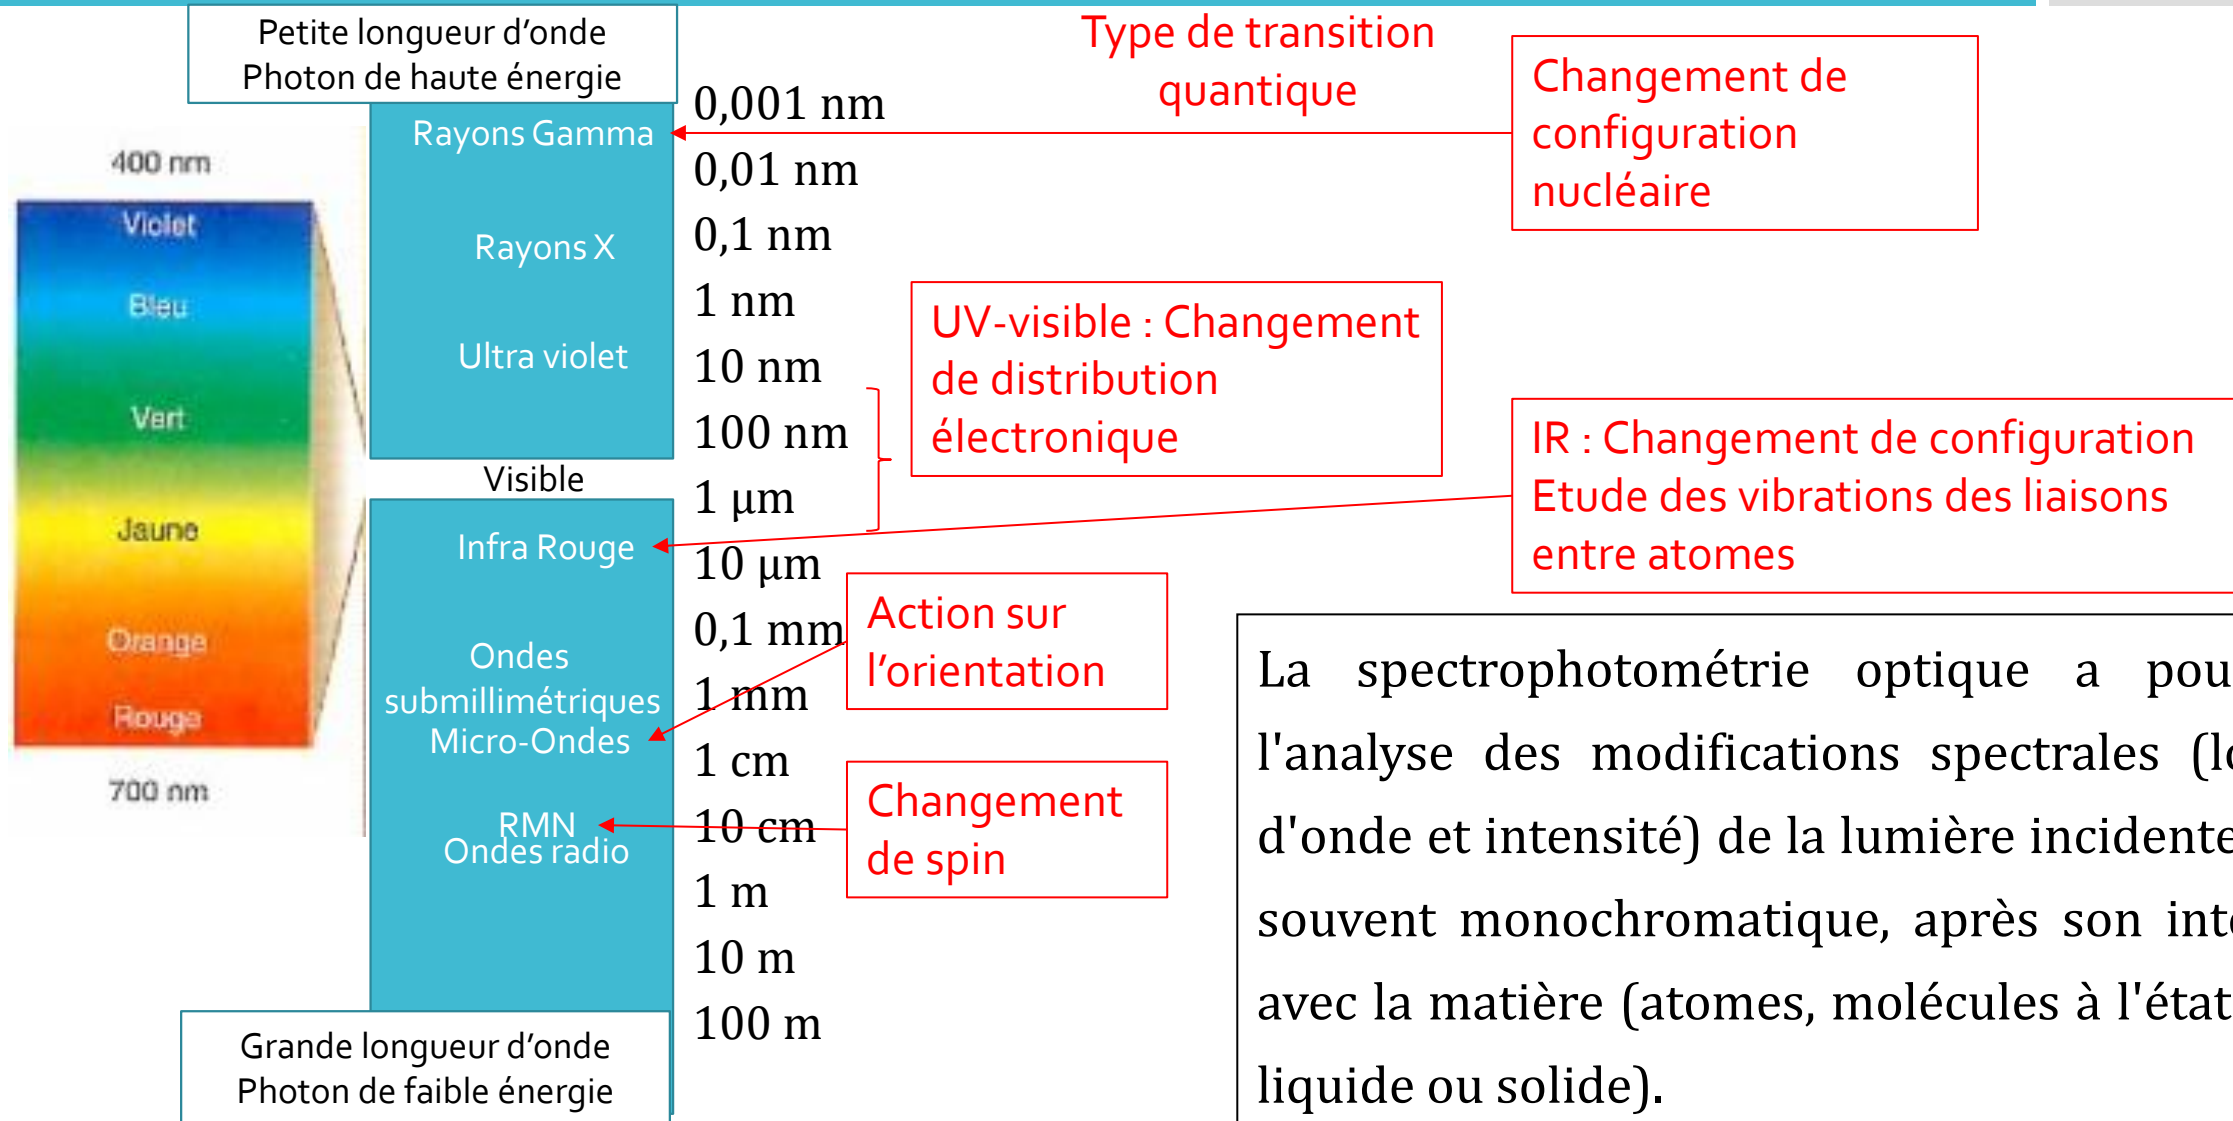 Petite longueur d'onde
Photon de haute énergie
Type de transition
quantique
Changement de
configuration
nucléaire
400 nm
Violet
Bleu
Vert
Jaune
Orange
Rouge
700 nm
Rayons Gamma
Rayons X
Ultra violet
Visible
Infra Rouge
Ondes
submillimétriques
Micro-Ondes
RMN
Ondes radio
0,001 nm
0,01 nm
0,1 nm
1 nm
10 nm
100 nm
1 µm
10 µm
0,1 mm
1 mm
1 cm
10 cm
1 m
10 m
100 m
UV-visible : Changement
de distribution
électronique
IR : Changement de configuration
Etude des vibrations des liaisons
entre atomes
Action sur
l'orientation
Changement
de spin
La spectrophotométrie optique a pou
l'analyse des modifications spectrales (lo
d'onde et intensité) de la lumière incidente
souvent monochromatique, après son inte
avec la matière (atomes, molécules à l'état
liquide ou solide).
Grande longueur d'onde
Photon de faible énergie